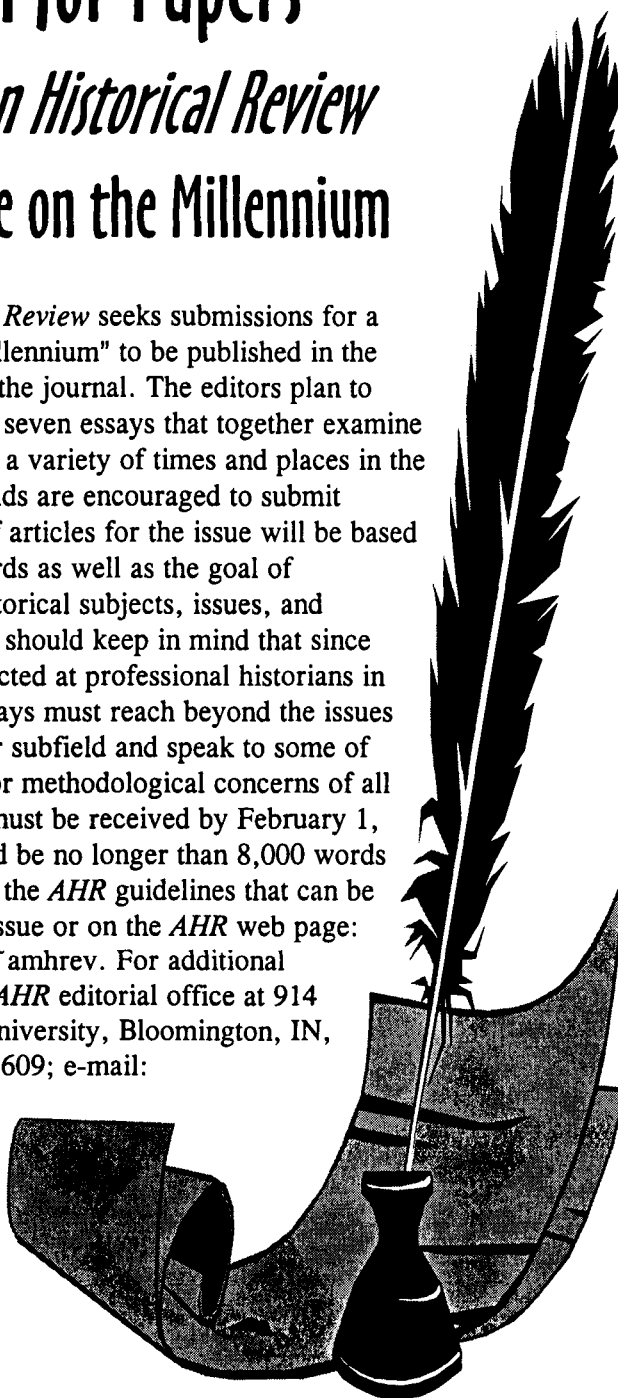 for Papers
n Historical Review
e on the Millennium
Review seeks submissions for a
llennium" to be published in the
the journal. The editors plan to
seven essays that together examine
a variety of times and places in the
ds are encouraged to submit
f articles for the issue will be based
rds as well as the goal of
torical subjects, issues, and
should keep in mind that since
cted at professional historians in
ays must reach beyond the issues
r subfield and speak to some of
or methodological concerns of all
must be received by February 1,
d be no longer than 8,000 words
the AHR guidelines that can be
ssue or on the AHR web page:
~amhrev. For additional
AHR editorial office at 914
niversity, Bloomington, IN,
609; e-mail: